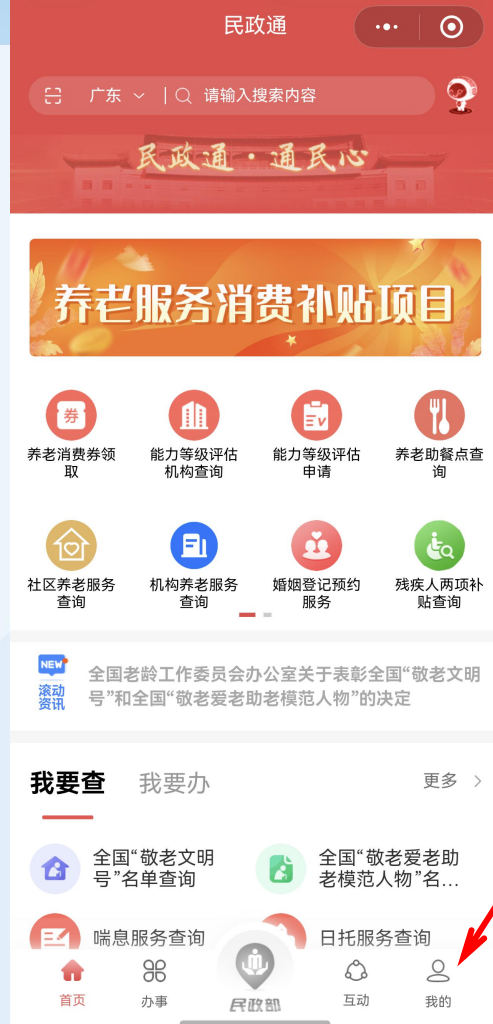 民政通
广东
请输入搜索内容
民政通·通民心
养老服务消费补贴项目
券
养老消费券领
取
能力等级评估
机构查询
能力等级评估
申请
养老助餐点查
询
社区养老服务
查询
机构养老服务
查询
婚姻登记预约
服务
残疾人两项补
贴查询
NEW
滚动
资讯
全国老龄工作委员会办公室关于表彰全国“敬老文明
号”和全国“敬老爱老助老模范人物”的决定
我要查
我要办
更多
全国“敬老文明
号”名单查询
全国“敬老爱老助
老模范人物”名...
喘息服务查询
日托服务查询
首页
办事
民政部
互动
我的